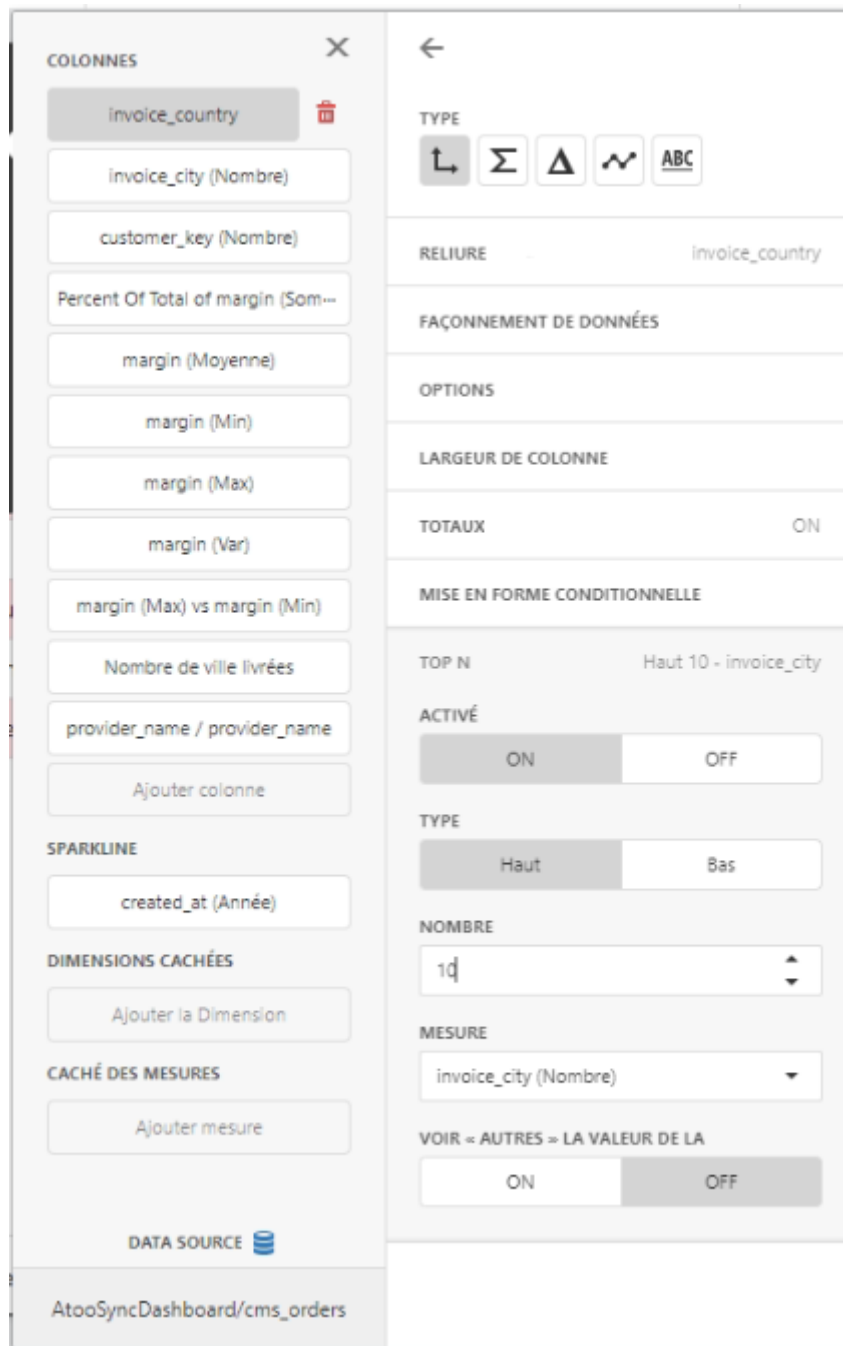 COLONNES
invoice_country
invoice_city (Nombre)
customer_key (Nombre)
Percent Of Total of margin (Som...
margin (Moyenne)
margin (Min)
margin (Max)
margin (Var)
margin (Max) vs margin (Min)
Nombre de ville livrées
provider_name / provider_name
Ajouter colonne
SPARKLINE
created_at (Année)
DIMENSIONS CACHÉES
Ajouter la Dimension
CACHÉ DES MESURES
Ajouter mesure
DATA SOURCE
AtooSyncDashboard/cms_orders
TYPE
Σ Δ ABC
RELIURE invoice_country
FAÇONNEMENT DE DONNÉES
OPTIONS
LARGEUR DE COLONNE
TOTAUX ON
MISE EN FORME CONDITIONNELLE
TOP N Haut 10 - invoice_city
ACTIVÉ
ON OFF
TYPE
Haut Bas
NOMBRE
10
MESURE
invoice_city (Nombre)
VOIR « AUTRES » LA VALEUR DE LA
ON OFF